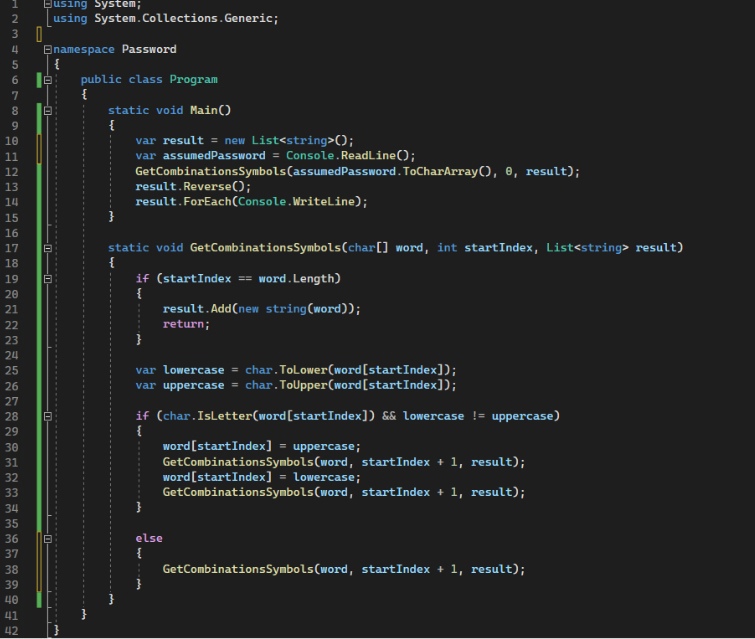 1 using System;
2 using System.Collections.Generic;
3
4 namespace Password
5 {
6 public class Program
7 {
8 static void Main()
9 {
10 var result = new List<string>();
11 var assumedPassword = Console.ReadLine();
12 GetCombinationsSymbols(assumedPassword.ToCharArray(), 0, result);
13 result.Reverse();
14 result.ForEach(Console.WriteLine);
15 }
16
17 static void GetCombinationsSymbols(char[] word, int startIndex, List<string> result)
18 {
19 if (startIndex == word.Length)
20 {
21 result.Add(new string(word));
22 return;
23 }
24
25 var lowercase = char.ToLower(word[startIndex]);
26 var uppercase = char.ToUpper(word[startIndex]);
27
28 if (char.IsLetter(word[startIndex]) && lowercase != uppercase)
29 {
30 word[startIndex] = uppercase;
31 GetCombinationsSymbols(word, startIndex + 1, result);
32 word[startIndex] = lowercase;
33 GetCombinationsSymbols(word, startIndex + 1, result);
34 }
35
36 else
37 {
38 GetCombinationsSymbols(word, startIndex + 1, result);
39 }
40 }
41 }
42 }